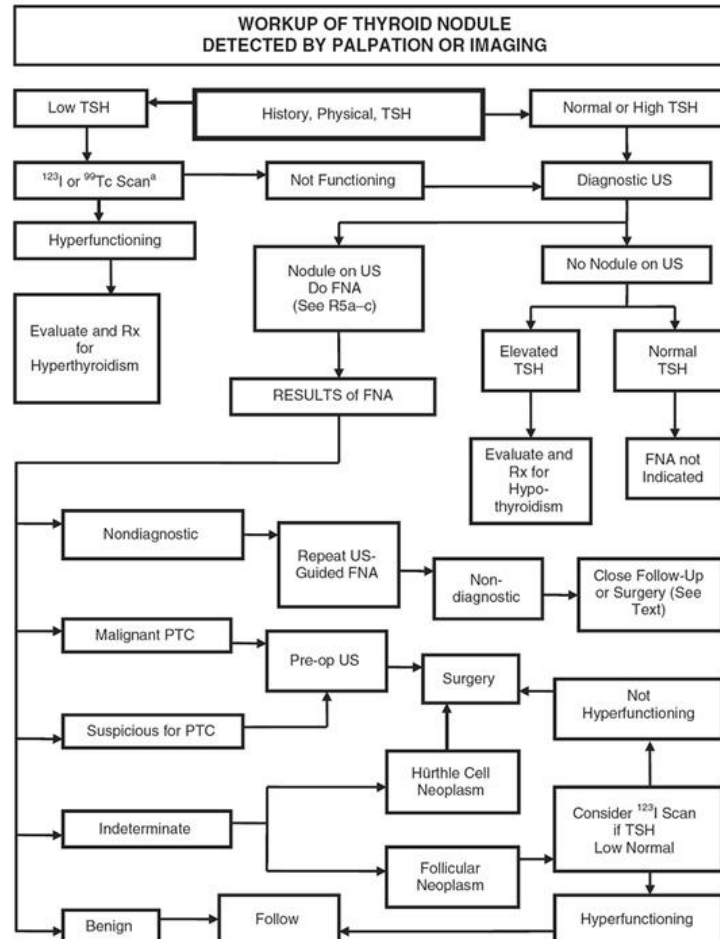 WORKUP OF THYROID NODULE
DETECTED BY PALPATION OR IMAGING
Low TSH
History, Physical, TSH
Normal or High TSH
¹²³I or ⁹⁹Tc Scanᵃ
Not Functioning
Diagnostic US
Hyperfunctioning
Nodule on US
Do FNA
(See R5a–c)
No Nodule on US
Evaluate and Rx
for
Hyperthyroidism
Elevated
TSH
Normal
TSH
RESULTS of FNA
Evaluate and
Rx for
Hypo-
thyroidism
FNA not
Indicated
Nondiagnostic
Repeat US-
Guided FNA
Non-
diagnostic
Close Follow-Up
or Surgery (See
Text)
Malignant PTC
Pre-op US
Surgery
Not
Hyperfunctioning
Suspicious for PTC
Hürthle Cell
Neoplasm
Indeterminate
Consider ¹²³I Scan
if TSH
Low Normal
Follicular
Neoplasm
Benign
Follow
Hyperfunctioning